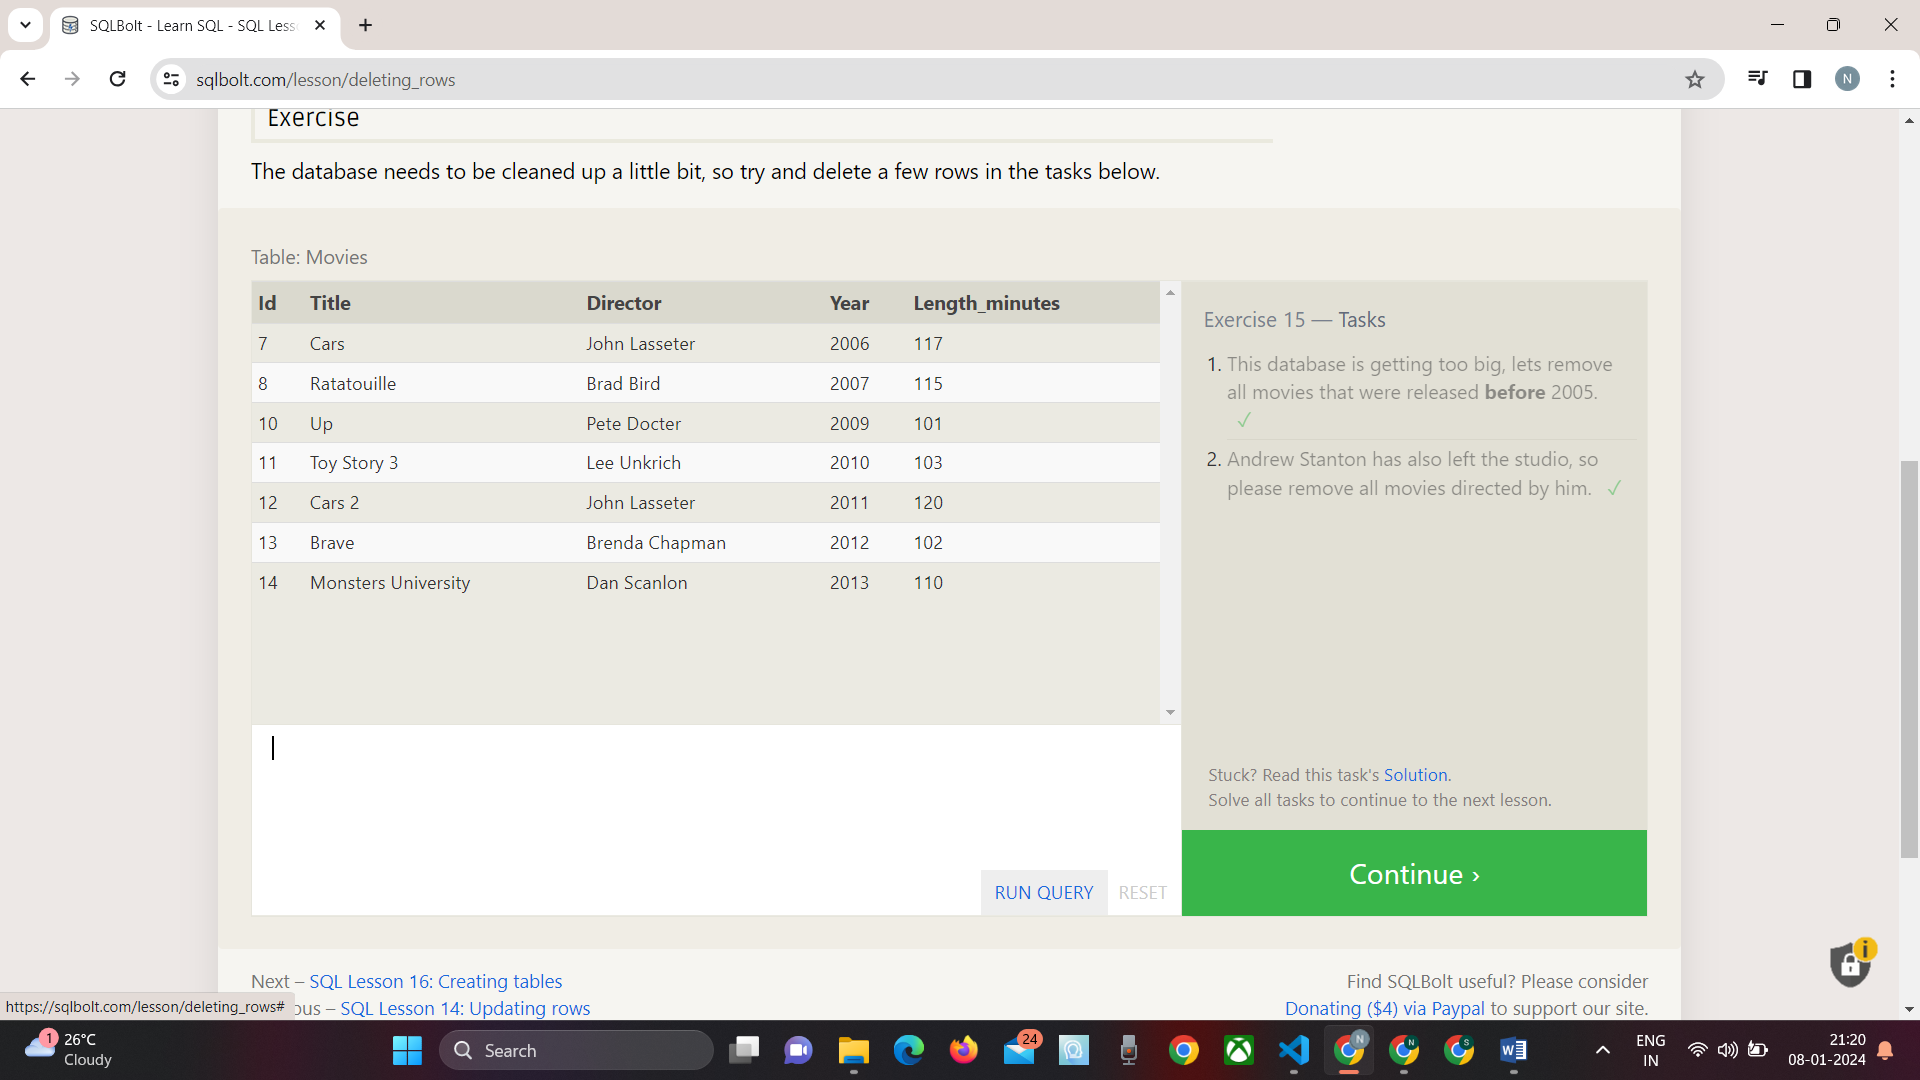 SQLBolt - Learn SQL - SQL Less
sqlbolt.com/lesson/deleting_rows
N
Exercise
The database needs to be cleaned up a little bit, so try and delete a few rows in the tasks below.
Table: Movies
Id Title Director Year Length_minutes
7 Cars John Lasseter 2006 117
8 Ratatouille Brad Bird 2007 115
10 Up Pete Docter 2009 101
11 Toy Story 3 Lee Unkrich 2010 103
12 Cars 2 John Lasseter 2011 120
13 Brave Brenda Chapman 2012 102
14 Monsters University Dan Scanlon 2013 110
Exercise 15 — Tasks
1. This database is getting too big, lets remove
all movies that were released before 2005.
✓
2. Andrew Stanton has also left the studio, so
please remove all movies directed by him. ✓
Stuck? Read this task's Solution.
Solve all tasks to continue to the next lesson.
RUN QUERY RESET
Continue ›
Next – SQL Lesson 16: Creating tables
ous – SQL Lesson 14: Updating rows
Find SQLBolt useful? Please consider
Donating ($4) via Paypal to support our site.
https://sqlbolt.com/lesson/deleting_rows#
1
26°C
Cloudy
Search
24
N
N
S
ENG
IN
21:20
08-01-2024